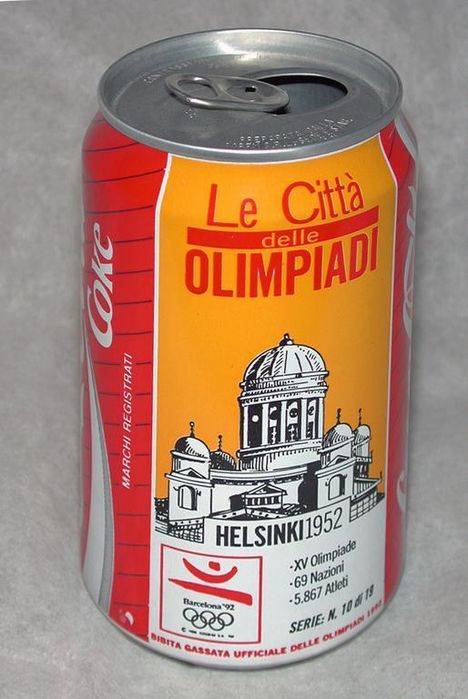 Le Città
delle
OLIMPIADI
Coke
MARCHI REGISTRATI
HELSINKI 1952
·XV Olimpiade
·69 Nazioni
·5.867 Atleti
Barcelona '92
SERIE: N. 10 di 19
BIBITA GASSATA UFFICIALE DELLE OLIMPIADI 1992